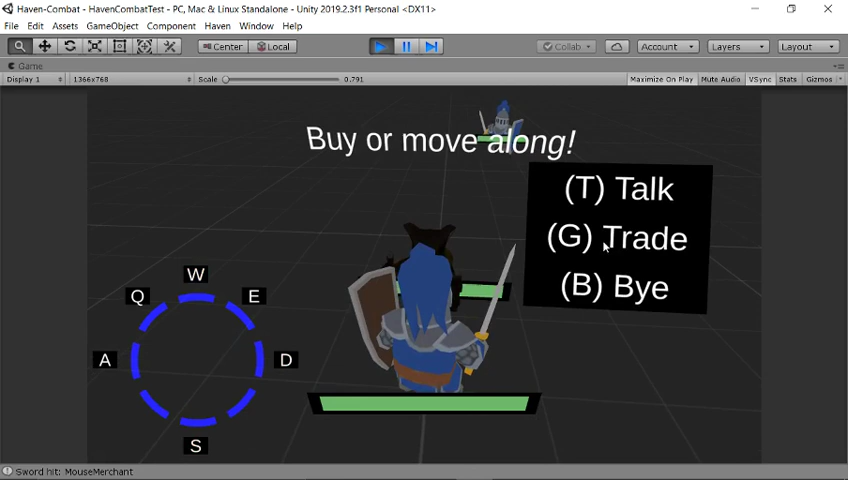 Haven-Combat - HavenCombatTest - PC, Mac & Linux Standalone - Unity 2019.2.3f1 Personal <DX11>
File Edit Assets GameObject Component Haven Window Help
Center Local Collab Account Layers Layout
Game
Display 1 1366x768 Scale 0.791 Maximize On Play Mute Audio VSync Stats Gizmos
Buy or move along!
(T) Talk
(G) Trade
(B) Bye
W
Q E
A D
S
Sword hit: MouseMerchant